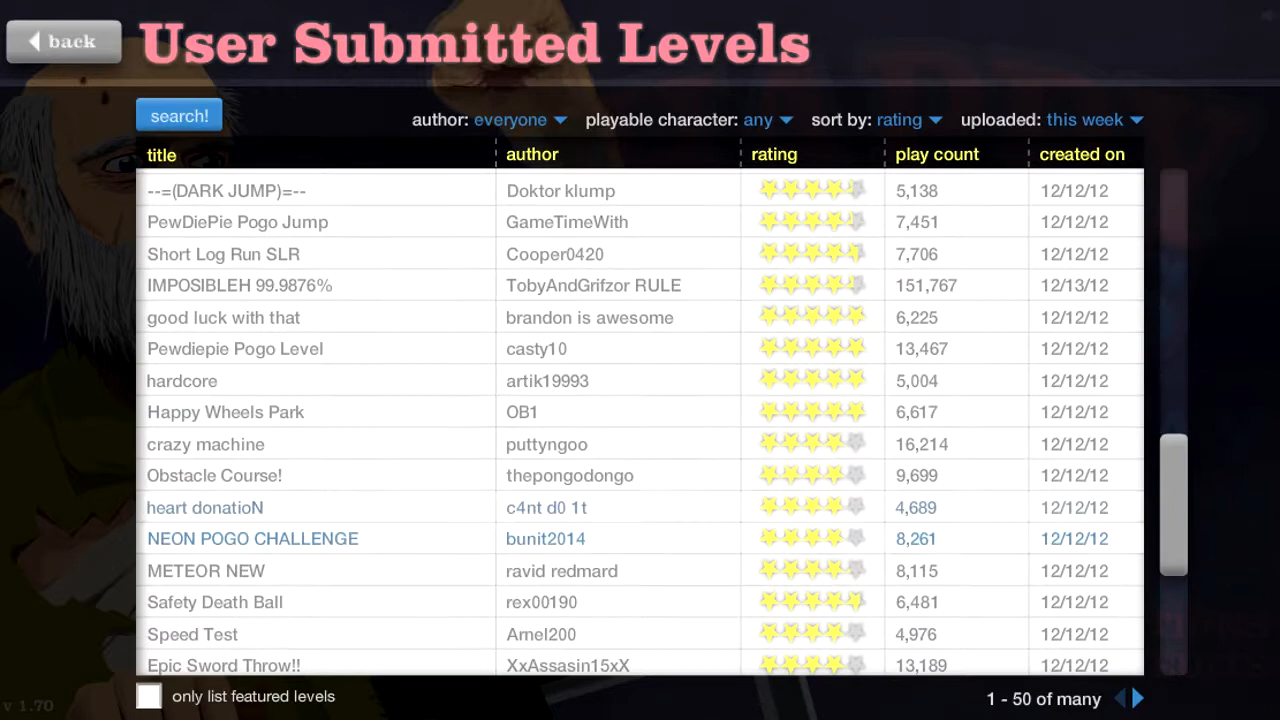 back
User Submitted Levels
search! author: everyone playable character: any sort by: rating uploaded: this week
title author rating play count created on
--=(DARK JUMP)=-- Doktor klump 5,138 12/12/12
PewDiePie Pogo Jump GameTimeWith 7,451 12/12/12
Short Log Run SLR Cooper0420 7,706 12/12/12
IMPOSIBLEH 99.9876% TobyAndGrifzor RULE 151,767 12/13/12
good luck with that brandon is awesome 6,225 12/12/12
Pewdiepie Pogo Level casty10 13,467 12/12/12
hardcore artik19993 5,004 12/12/12
Happy Wheels Park OB1 6,617 12/12/12
crazy machine puttyngoo 16,214 12/12/12
Obstacle Course! thepongodongo 9,699 12/12/12
heart donatioN c4nt d0 1t 4,689 12/12/12
NEON POGO CHALLENGE bunit2014 8,261 12/12/12
METEOR NEW ravid redmard 8,115 12/12/12
Safety Death Ball rex00190 6,481 12/12/12
Speed Test Arnel200 4,976 12/12/12
Epic Sword Throw!! XxAssasin15xX 13,189 12/12/12
only list featured levels 1 - 50 of many
v 1.70